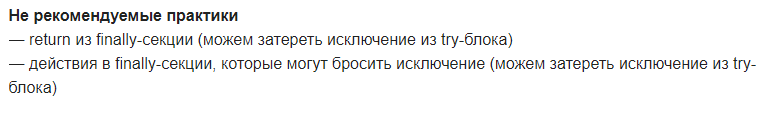 Не рекомендуемые практики
— return из finally-секции (можем затереть исключение из try-блока)
— действия в finally-секции, которые могут бросить исключение (можем затереть исключение из try-
блока)